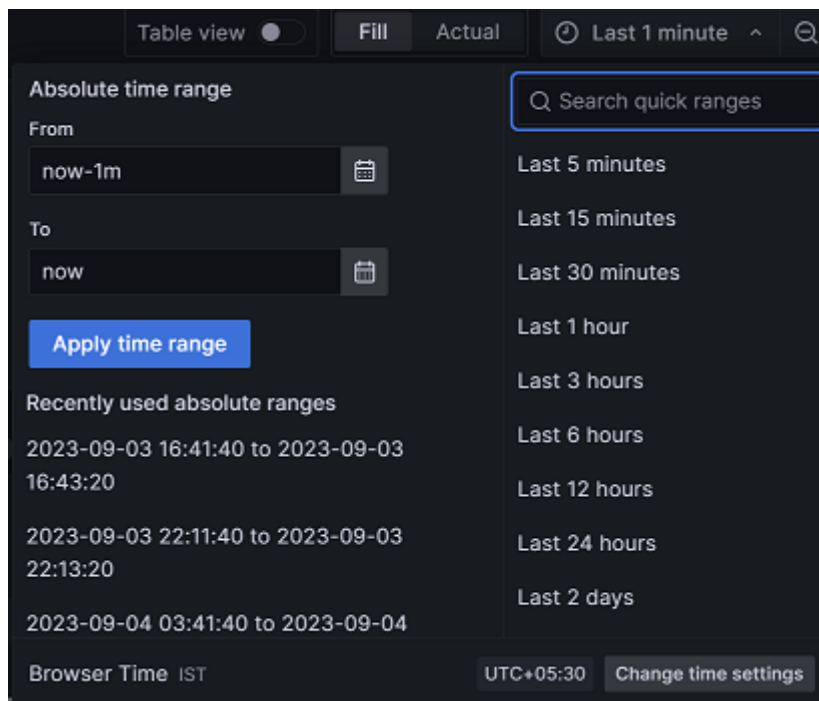 Table view Fill Actual Last 1 minute
Absolute time range
From
now-1m
To
now
Apply time range
Recently used absolute ranges
2023-09-03 16:41:40 to 2023-09-03
16:43:20
2023-09-03 22:11:40 to 2023-09-03
22:13:20
2023-09-04 03:41:40 to 2023-09-04
Search quick ranges
Last 5 minutes
Last 15 minutes
Last 30 minutes
Last 1 hour
Last 3 hours
Last 6 hours
Last 12 hours
Last 24 hours
Last 2 days
Browser Time IST UTC+05:30 Change time settings